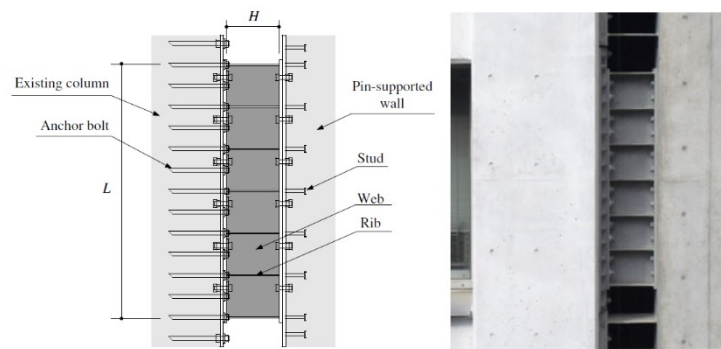 H
Existing column
Pin-supported
wall
Anchor bolt
Stud
L
Web
Rib